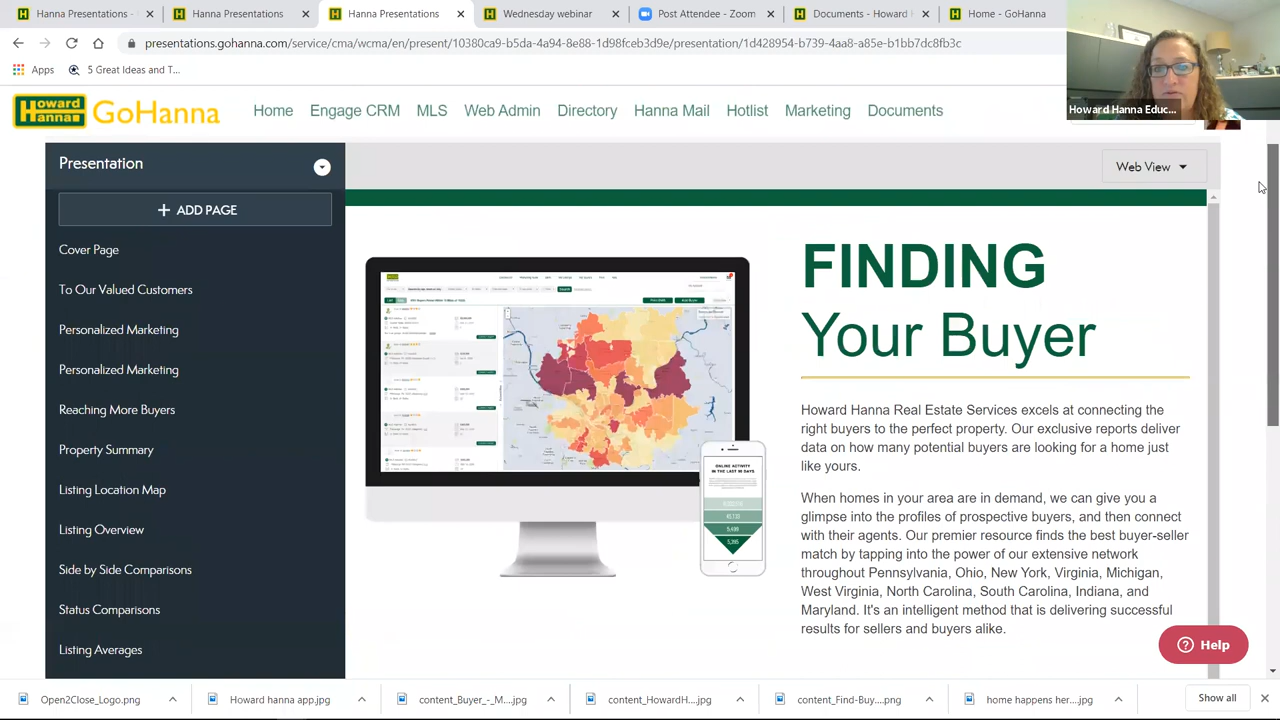 Hanna Presentations -
Hanna Presentations
Hanna Presentations
Wednesday webinar
Post Attendee - Zoom
Documents - Howard H
Home - GoHanna
presentations.gohanna.com/service/cma/wcma/en/present/10380ca9-b5da-4a94-8e88-1d98fceb3d9e/presentation/1d428954-b739-4aa8-a85e-b1bb7dc8fb3c
Apps
5 Great Ideas and T...
Howard Hanna Educ...
Howard
Hanna
GoHanna
Home
Engage CRM
MLS
Web Admin
Directory
Hanna Mail
Hanalist
Marketing
Documents
Presentation
Web View
ADD PAGE
Cover Page
To Our Valued Customers
Personalized Marketing
Personalized Marketing
Reaching More Buyers
Property Summary
Listing Location Map
Listing Overview
Side by Side Comparisons
Status Comparisons
Listing Averages
ONLINE ACTIVITY
IN THE LAST 90 DAYS
FINDING
Your Buyer
Howard Hanna Real Estate Services excels at connecting the
right buyers to the perfect property. Our exclusive reports deliver
data on how many potential buyers are looking for a home just
like yours.
When homes in your area are in demand, we can give you a
glimpse into the profiles of prospective buyers, and then connect
with their agents. Our premier resource finds the best buyer-seller
match by tapping into the power of our extensive network
throughout Pennsylvania, Ohio, New York, Virginia, Michigan,
West Virginia, North Carolina, South Carolina, Indiana, and
Maryland. It's an intelligent method that is delivering successful
results for sellers and buyers alike.
Help
Open2Close_Logo.png
Howard hanna app.jpg
content_Buyer_-_M...
content_HowardH....jpg
content_Find-Buy....png
home happens her....jpg
Show all